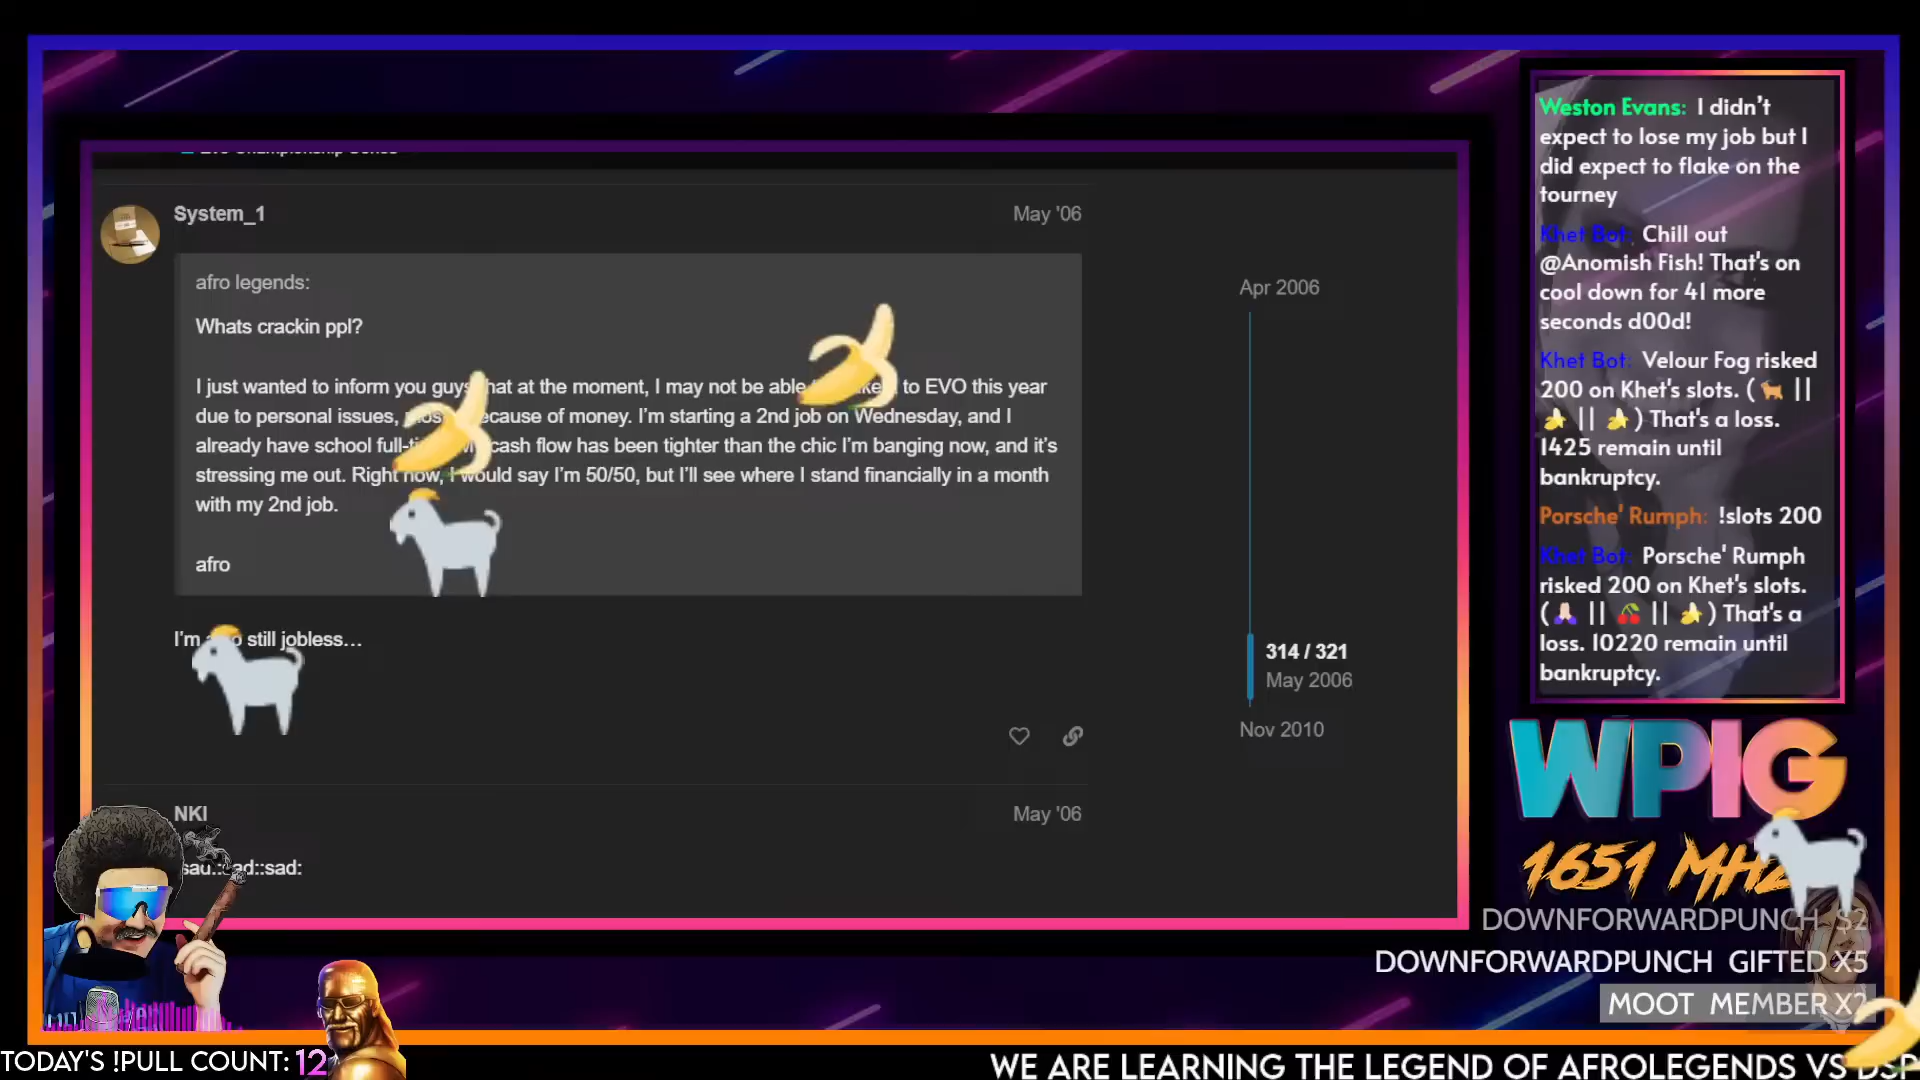 System_1
May '06
afro legends:
Whats crackin ppl?
I just wanted to inform you guys that at the moment, I may not be able to EVO this year
due to personal issues, because of money. I'm starting a 2nd job on Wednesday, and I
already have school cash flow has been tighter than the chic I'm banging now, and it's
stressing me out. Right now, I would say I'm 50/50, but I'll see where I stand financially in a month
with my 2nd job.
afro
I'm still jobless...
NKI
May '06
:sad:
Apr 2006
314 / 321
May 2006
Nov 2010
Weston Evans: I didn't
expect to lose my job but I
did expect to flake on the
tourney
Khet Bot: Chill out
@Anomish Fish! That's on
cool down for 41 more
seconds d00d!
Khet Bot: Velour Fog risked
200 on Khet's slots. ( 🐕 ||
🍌 || 🍌 ) That's a loss.
1425 remain until
bankruptcy.
Porsche' Rumph: !slots 200
Khet Bot: Porsche' Rumph
risked 200 on Khet's slots.
( 🙏🏻 || 🍒 || 🍌 ) That's a
loss. 10220 remain until
bankruptcy.
WPIG
1651 MHz
DOWNFORWARDPUNCH $2
DOWNFORWARDPUNCH GIFTED X5
MOOT MEMBER X2
TODAY'S !PULL COUNT: 12
WE ARE LEARNING THE LEGEND OF AFROLEGENDS VS DSP